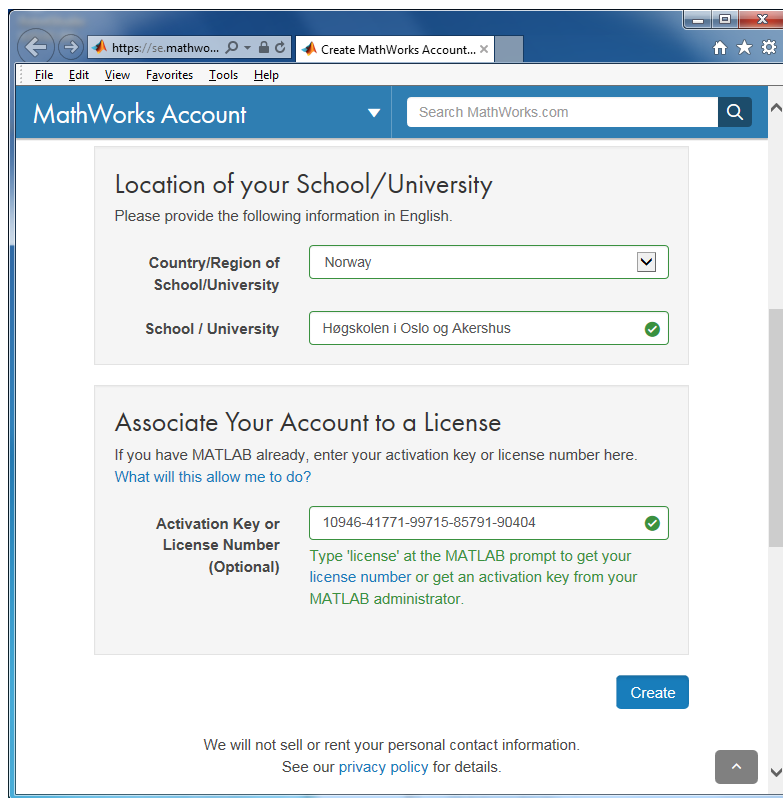 https://se.mathwo...
Create MathWorks Account...
File Edit View Favorites Tools Help
MathWorks Account
Search MathWorks.com
Location of your School/University
Please provide the following information in English.
Country/Region of
School/University
Norway
School / University
Høgskolen i Oslo og Akershus
Associate Your Account to a License
If you have MATLAB already, enter your activation key or license number here.
What will this allow me to do?
Activation Key or
License Number
(Optional)
10946-41771-99715-85791-90404
Type 'license' at the MATLAB prompt to get your
license number or get an activation key from your
MATLAB administrator.
Create
We will not sell or rent your personal contact information.
See our privacy policy for details.